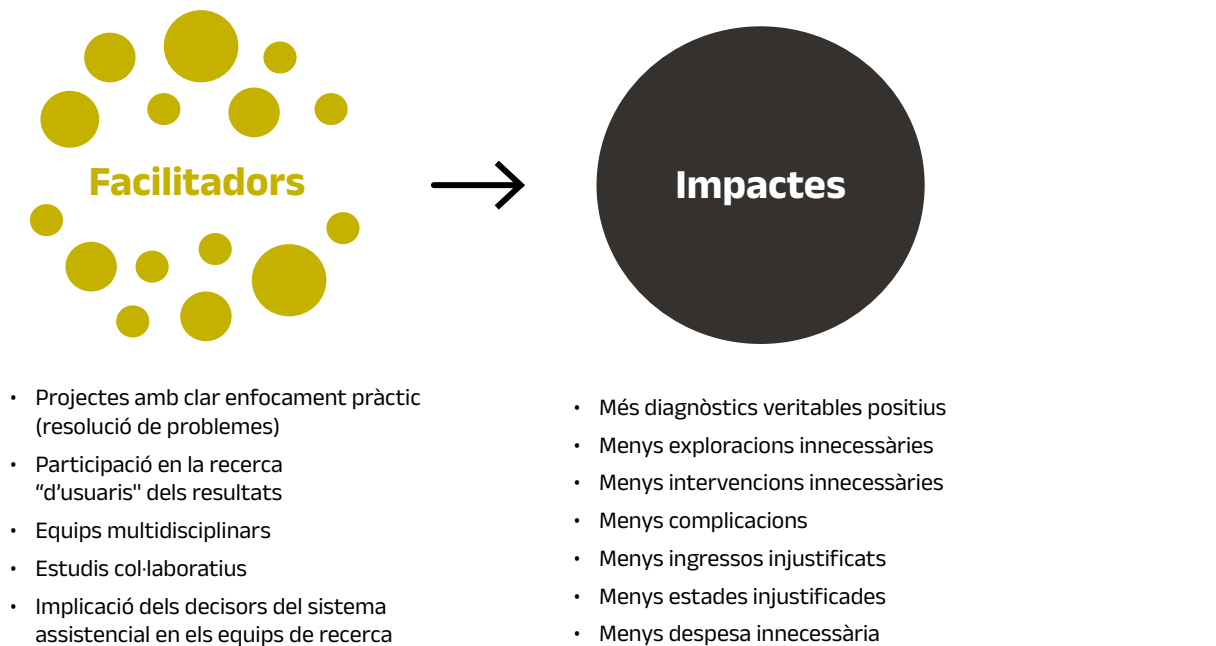 Facilitadors
Impactes
• Projectes amb clar enfocament pràctic
(resolució de problemes)
• Participació en la recerca
“d’usuaris" dels resultats
• Equips multidisciplinars
• Estudis col·laboratius
• Implicació dels decisors del sistema
assistencial en els equips de recerca
• Més diagnòstics veritables positius
• Menys exploracions innecessàries
• Menys intervencions innecessàries
• Menys complicacions
• Menys ingressos injustificats
• Menys estades injustificades
• Menys despesa innecessària